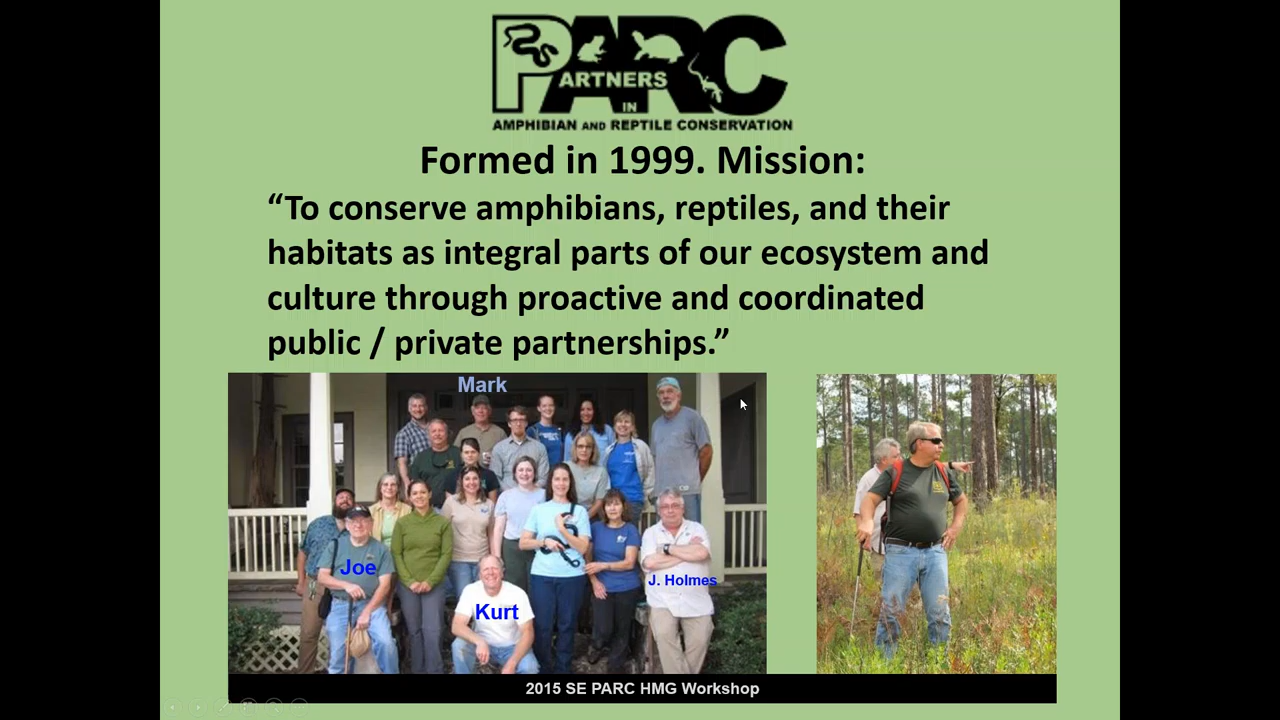 PARC
PARTNERS
IN
AMPHIBIAN AND REPTILE CONSERVATION
Formed in 1999. Mission:
“To conserve amphibians, reptiles, and their
habitats as integral parts of our ecosystem and
culture through proactive and coordinated
public / private partnerships.”
Mark
Joe
J. Holmes
Kurt
2015 SE PARC HMG Workshop